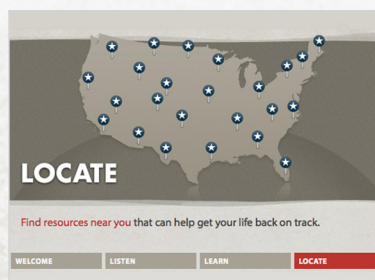 LOCATE
Find resources near you that can help get your life back on track.
WELCOME LISTEN LEARN LOCATE